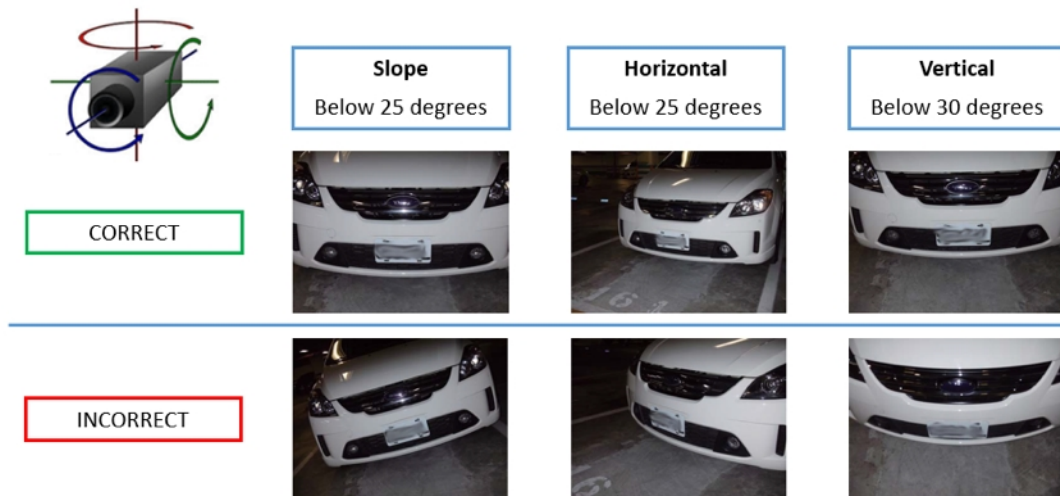 Slope
Below 25 degrees
Horizontal
Below 25 degrees
Vertical
Below 30 degrees
CORRECT
INCORRECT